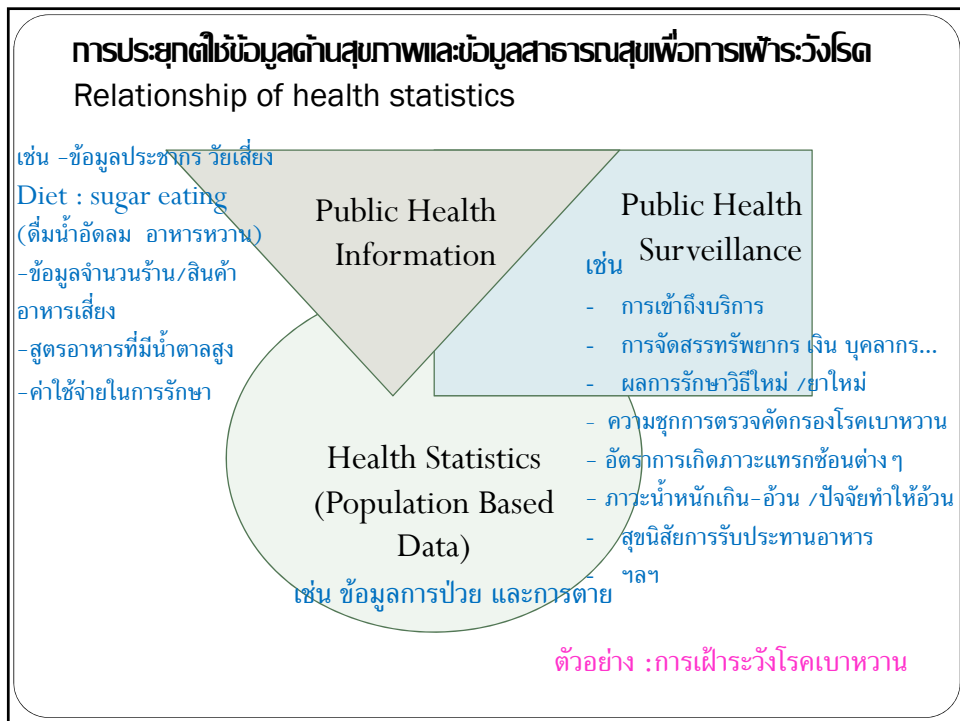 การประยุกต์ใช้ข้อมูลด้านสุขภาพและข้อมูลสาธารณสุขเพื่อการเฝ้าระวังโรค
Relationship of health statistics
เช่น -ข้อมูลประชากร วัยเสี่ยง
Diet : sugar eating
(ดื่มน้ำอัดลม อาหารหวาน)
-ข้อมูลจำนวนร้าน/สินค้า
อาหารเสี่ยง
-สูตรอาหารที่มีน้ำตาลสูง
-ค่าใช้จ่ายในการรักษา
Public Health
Information
Public Health
Surveillance
เช่น
- การเข้าถึงบริการ
- การจัดสรรทรัพยากร เงิน บุคลากร...
- ผลการรักษาวิธีใหม่ /ยาใหม่
- ความชุกการตรวจคัดกรองโรคเบาหวาน
- อัตราการเกิดภาวะแทรกซ้อนต่างๆ
- ภาวะน้ำหนักเกิน-อ้วน /ปัจจัยทำให้อ้วน
- สุขนิสัยการรับประทานอาหาร
- ฯลฯ
Health Statistics
(Population Based
Data)
เช่น ข้อมูลการป่วย และการตาย
ตัวอย่าง :การเฝ้าระวังโรคเบาหวาน